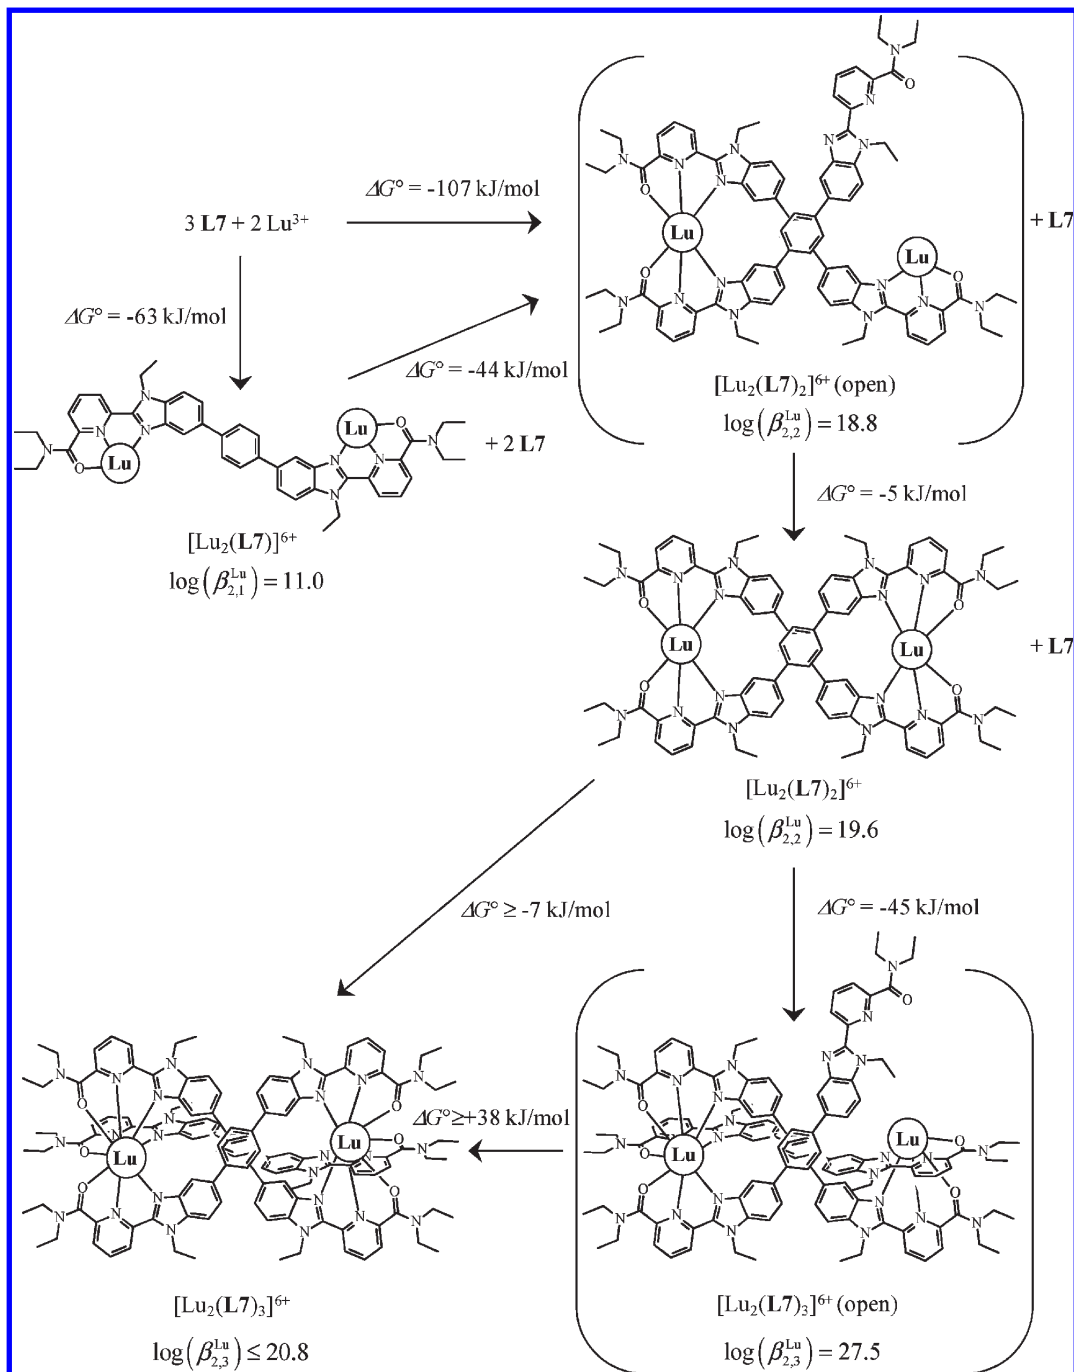 ΔG° = -107 kJ/mol
3 L7 + 2 Lu³⁺
+ L7
ΔG° = -63 kJ/mol
ΔG° = -44 kJ/mol
[Lu₂(L7)₂]⁶⁺ (open)
log(β₂,₂ᴸᵘ) = 18.8
+ 2 L7
[Lu₂(L7)]⁶⁺
log(β₂,₁ᴸᵘ) = 11.0
ΔG° = -5 kJ/mol
+ L7
[Lu₂(L7)₂]⁶⁺
log(β₂,₂ᴸᵘ) = 19.6
ΔG° ≥ -7 kJ/mol
ΔG° = -45 kJ/mol
ΔG°≥+38 kJ/mol
[Lu₂(L7)₃]⁶⁺
log(β₂,₃ᴸᵘ) ≤ 20.8
[Lu₂(L7)₃]⁶⁺ (open)
log(β₂,₃ᴸᵘ) = 27.5